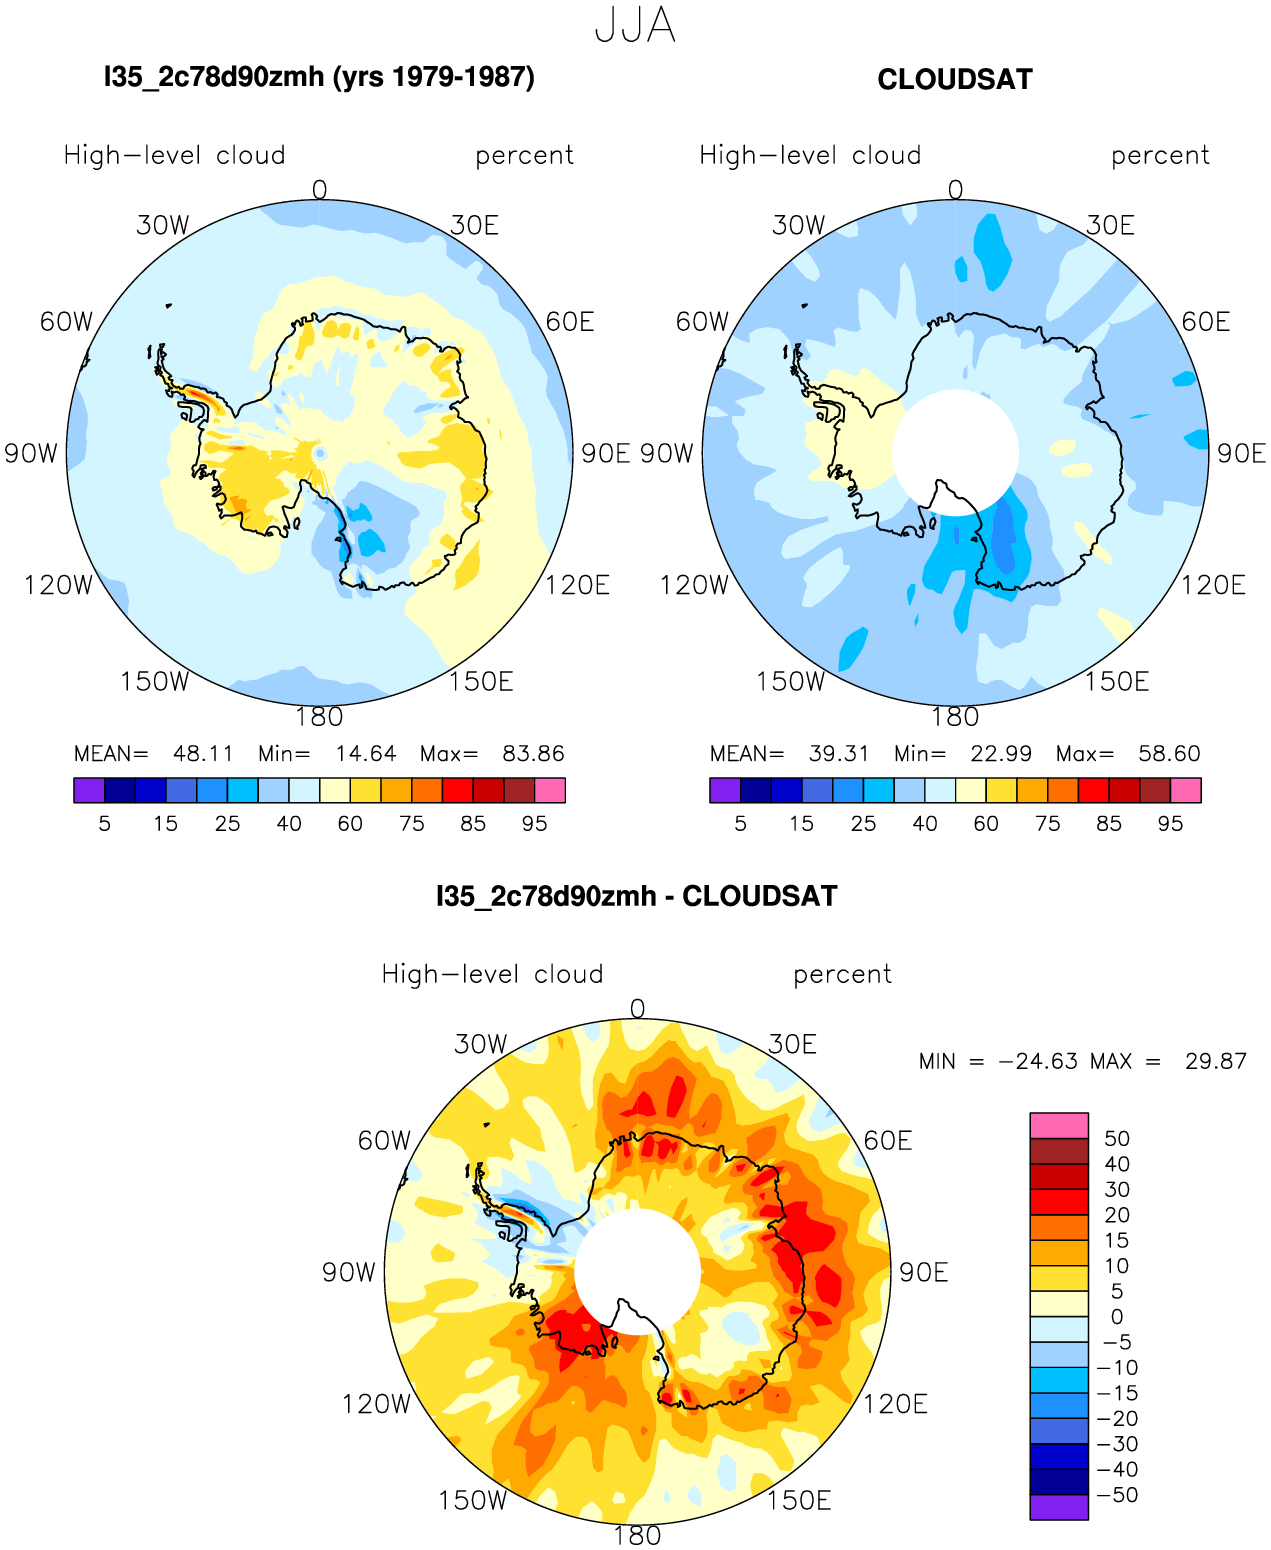 JJA
l35_2c78d90zmh (yrs 1979-1987)
CLOUDSAT
High-level cloud percent
High-level cloud percent
0
30W 30E
60W 60E
90W 90E
120W 120E
150W 150E
180
0
30W 30E
60W 60E
90W 90E
120W 120E
150W 150E
180
MEAN= 48.11 Min= 14.64 Max= 83.86
5 15 25 40 60 75 85 95
MEAN= 39.31 Min= 22.99 Max= 58.60
5 15 25 40 60 75 85 95
l35_2c78d90zmh - CLOUDSAT
High-level cloud percent
0
30W 30E
60W 60E
90W 90E
120W 120E
150W 150E
180
MIN = -24.63 MAX = 29.87
50
40
30
20
15
10
5
0
-5
-10
-15
-20
-30
-40
-50